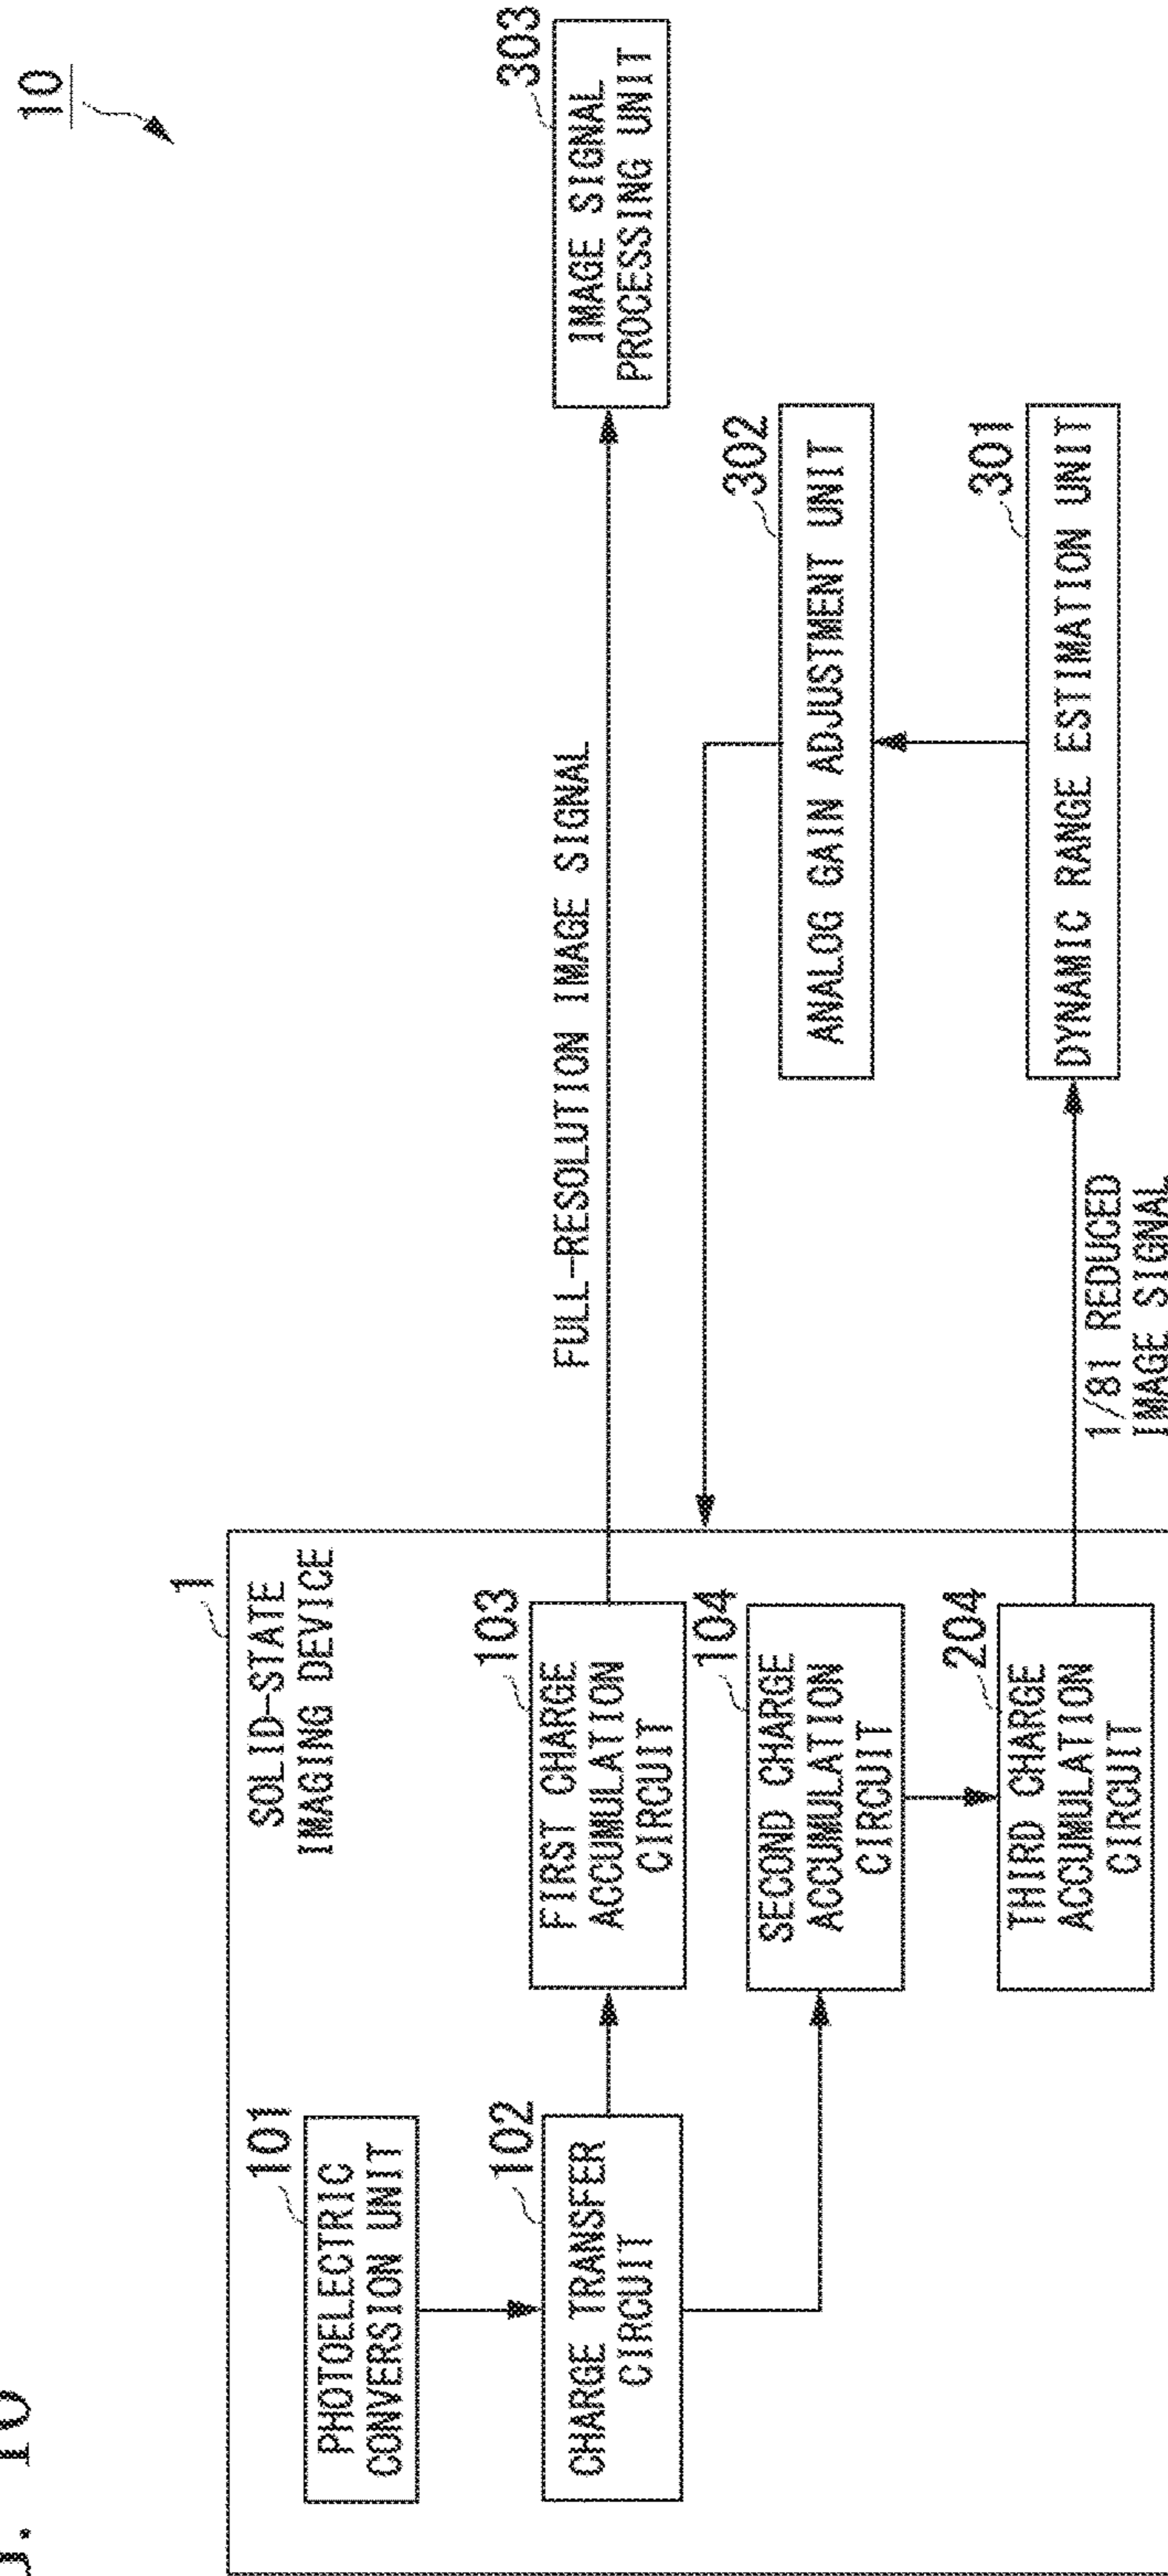 10
1
SOLID-STATE
IMAGING DEVICE
101
PHOTOELECTRIC
CONVERSION UNIT
102
CHARGE TRANSFER
CIRCUIT
103
FIRST CHARGE
ACCUMULATION
CIRCUIT
104
SECOND CHARGE
ACCUMULATION
CIRCUIT
204
THIRD CHARGE
ACCUMULATION
CIRCUIT
FULL-RESOLUTION IMAGE SIGNAL
303
IMAGE SIGNAL
PROCESSING UNIT
302
ANALOG GAIN ADJUSTMENT UNIT
301
DYNAMIC RANGE ESTIMATION UNIT
1/81 REDUCED
IMAGE SIGNAL